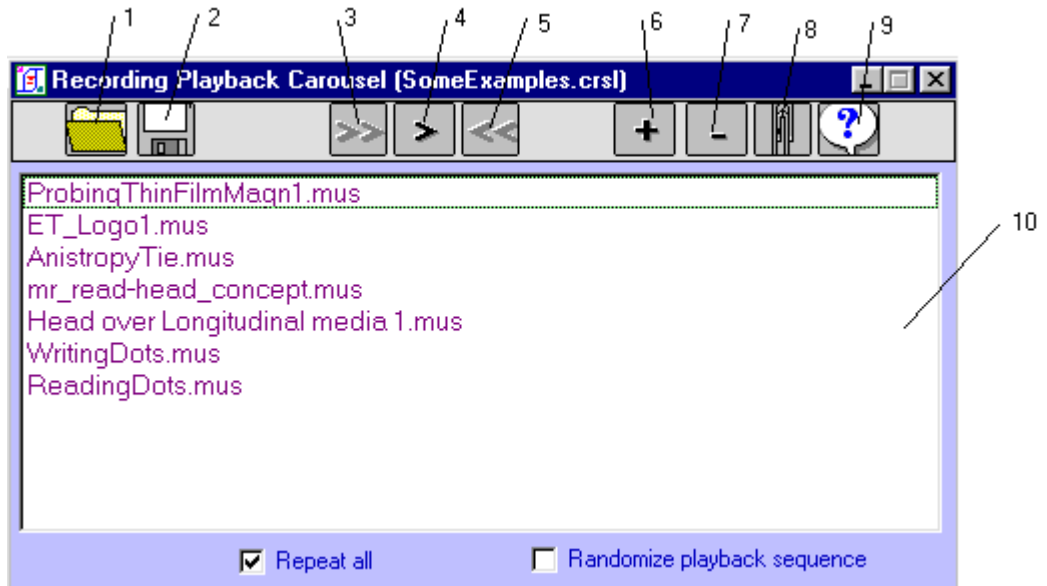 1 2 3 4 5 6 7 8 9
Recording Playback Carousel (SomeExamples.crsl)
>> > << + - ?
ProbingThinFilmMagn1.mus
ET_Logo1.mus
AnistropyTie.mus
10
mr_read-head_concept.mus
Head over Longitudinal media 1.mus
WritingDots.mus
ReadingDots.mus
Repeat all Randomize playback sequence